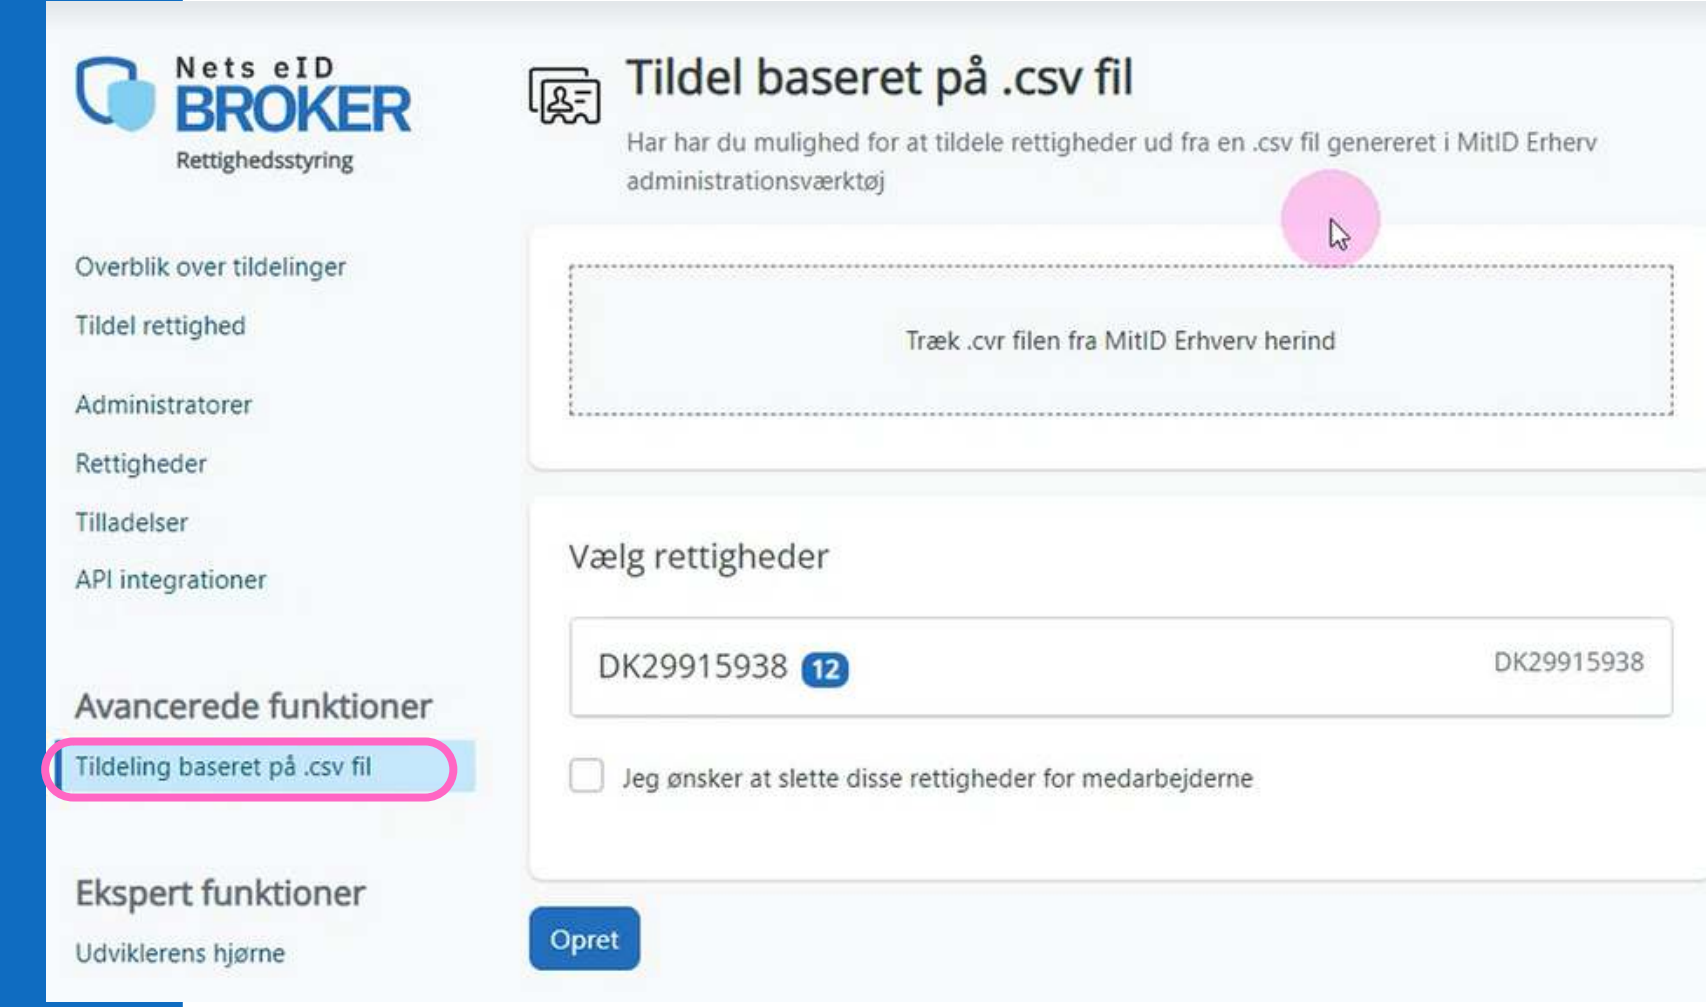 Nets eID
BROKER
Rettighedsstyring
Overblik over tildelinger
Tildel rettighed
Administratorer
Rettigheder
Tilladelser
API integrationer
Avancerede funktioner
Tildeling baseret på .csv fil
Ekspert funktioner
Udviklerens hjørne
Tildel baseret på .csv fil
Har har du mulighed for at tildele rettigheder ud fra en .csv fil genereret i MitID Erherv
administrationsværktøj
Træk .cvr filen fra MitID Erhverv herind
Vælg rettigheder
DK29915938 12 DK29915938
Jeg ønsker at slette disse rettigheder for medarbejderne
Opret